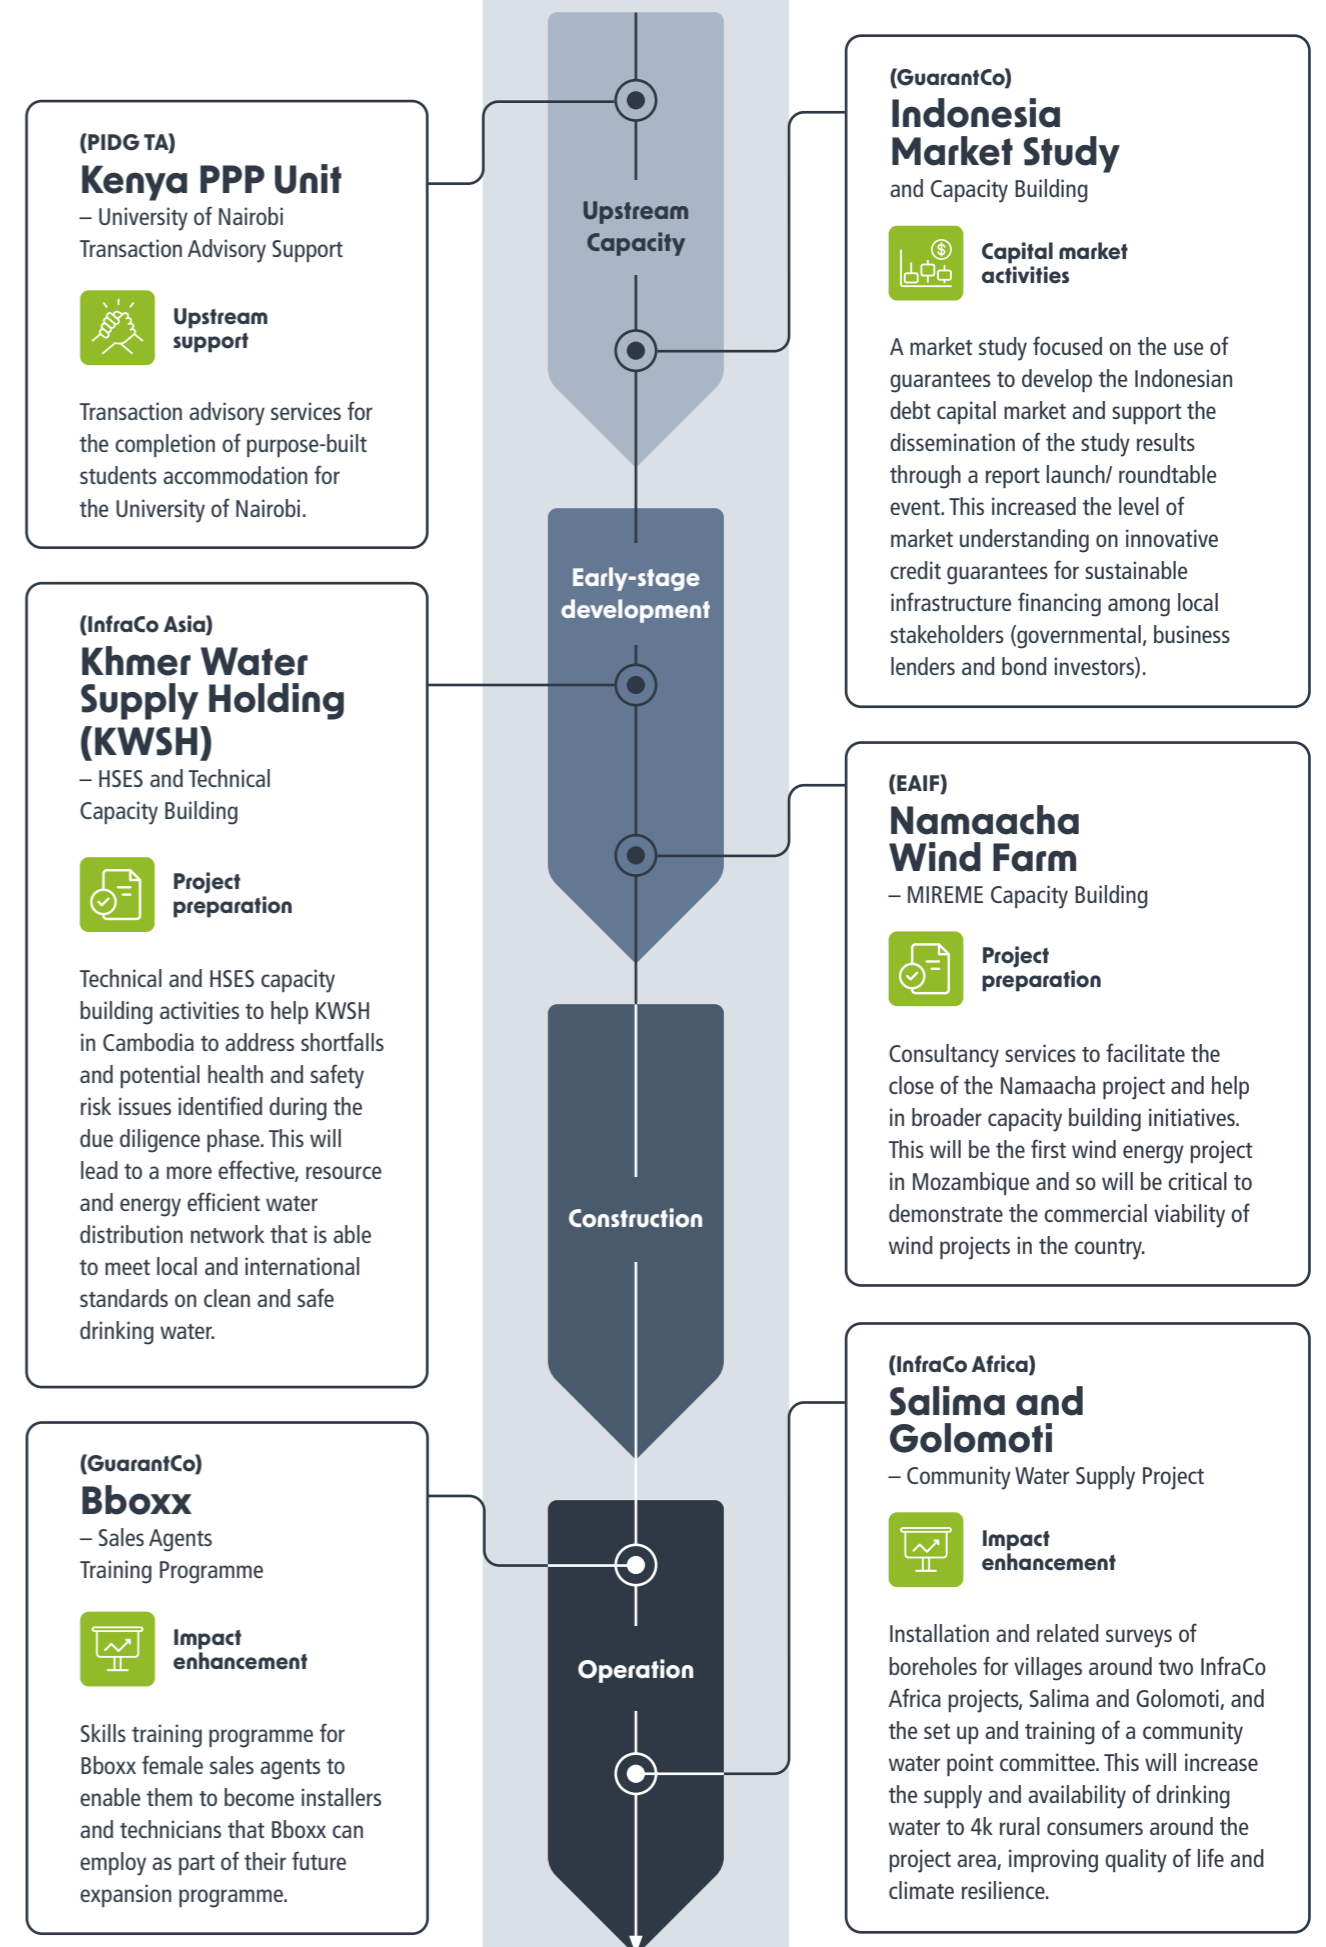 (PIDG TA)
Kenya PPP Unit
– University of Nairobi
Transaction Advisory Support
Upstream
support
Transaction advisory services for
the completion of purpose-built
students accommodation for
the University of Nairobi.
Upstream
Capacity
(GuarantCo)
Indonesia
Market Study
and Capacity Building
Capital market
activities
A market study focused on the use of
guarantees to develop the Indonesian
debt capital market and support the
dissemination of the study results
through a report launch/ roundtable
event. This increased the level of
market understanding on innovative
credit guarantees for sustainable
infrastructure financing among local
stakeholders (governmental, business
lenders and bond investors).
Early-stage
development
(InfraCo Asia)
Khmer Water
Supply Holding
(KWSH)
– HSES and Technical
Capacity Building
Project
preparation
Technical and HSES capacity
building activities to help KWSH
in Cambodia to address shortfalls
and potential health and safety
risk issues identified during the
due diligence phase. This will
lead to a more effective, resource
and energy efficient water
distribution network that is able
to meet local and international
standards on clean and safe
drinking water.
(EAIF)
Namaacha
Wind Farm
– MIREME Capacity Building
Project
preparation
Consultancy services to facilitate the
close of the Namaacha project and help
in broader capacity building initiatives.
This will be the first wind energy project
in Mozambique and so will be critical to
demonstrate the commercial viability of
wind projects in the country.
Construction
(GuarantCo)
Bboxx
– Sales Agents
Training Programme
Impact
enhancement
Skills training programme for
Bboxx female sales agents to
enable them to become installers
and technicians that Bboxx can
employ as part of their future
expansion programme.
Operation
(InfraCo Africa)
Salima and
Golomoti
– Community Water Supply Project
Impact
enhancement
Installation and related surveys of
boreholes for villages around two InfraCo
Africa projects, Salima and Golomoti, and
the set up and training of a community
water point committee. This will increase
the supply and availability of drinking
water to 4k rural consumers around the
project area, improving quality of life and
climate resilience.